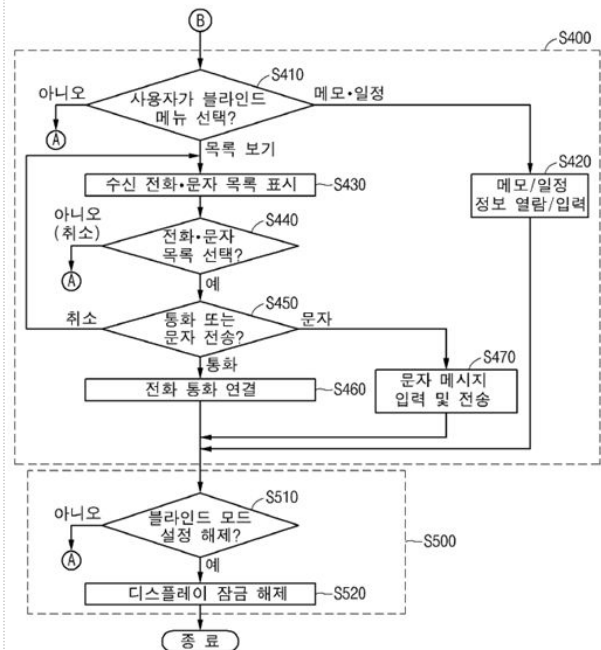 B
S400
S410
아니오
사용자가 블라인드
메뉴 선택?
메모·일정
A
목록 보기
S420
수신 전화·문자 목록 표시
S430
메모/일정
정보 열람/입력
아니오
(취소)
S440
전화·문자
목록 선택?
A
예
S450
취소
통화 또는
문자 전송?
문자
통화
S470
전화 통화 연결
S460
문자 메시지
입력 및 전송
S510
아니오
블라인드 모드
설정 해제?
A
S500
예
디스플레이 잠금 해제
S520
종 료